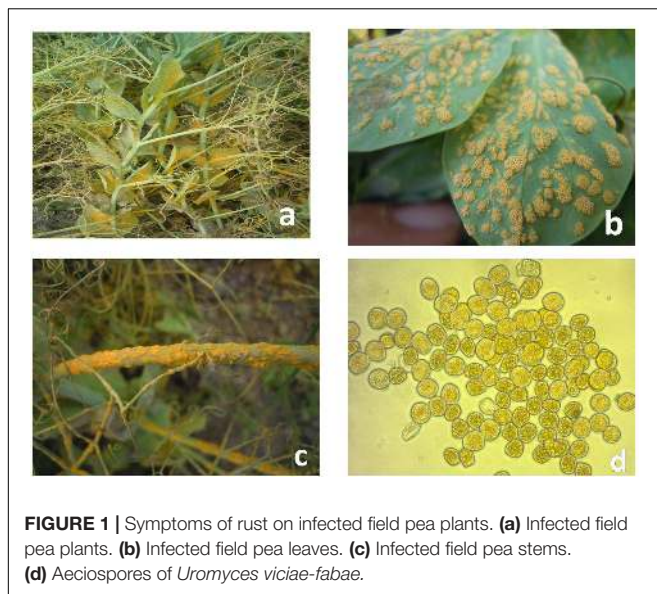 a
b
c
d
FIGURE 1 | Symptoms of rust on infected field pea plants. (a) Infected field
pea plants. (b) Infected field pea leaves. (c) Infected field pea stems.
(d) Aeciospores of Uromyces viciae-fabae.